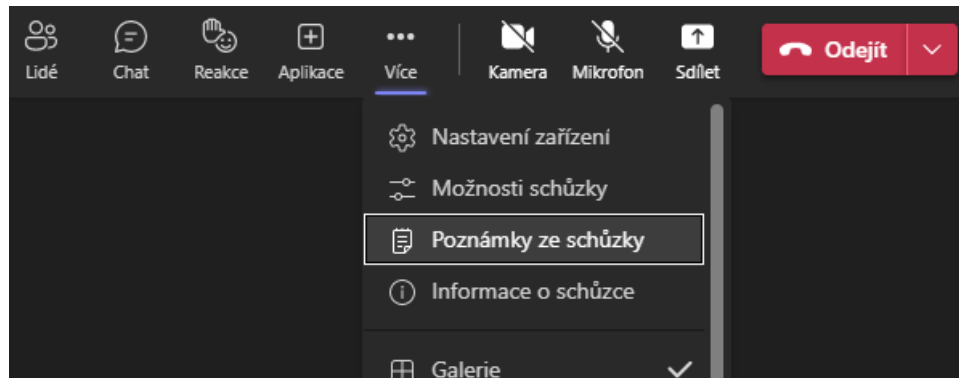 Lidé Chat Reakce Aplikace Více Kamera Mikrofon Sdílet Odejít
Nastavení zařízení
Možnosti schůzky
Poznámky ze schůzky
Informace o schůzce
Galerie